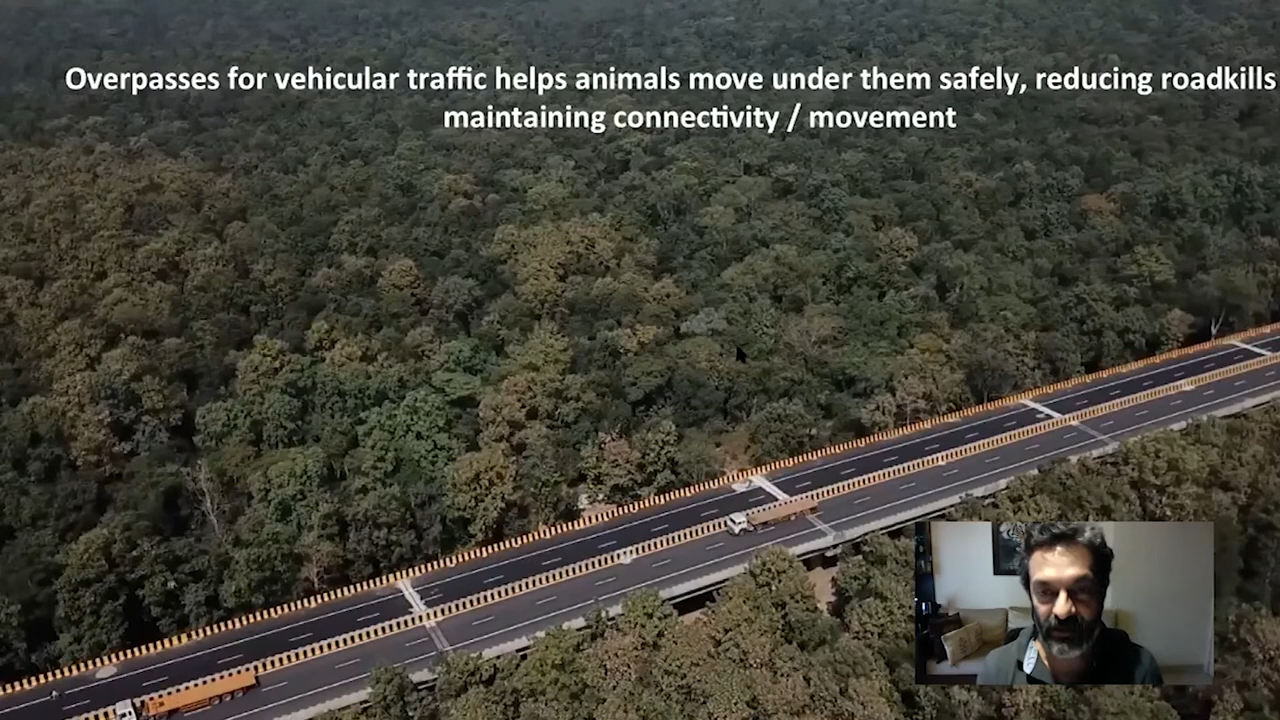 Overpasses for vehicular traffic helps animals move under them safely, reducing roadkills
maintaining connectivity / movement